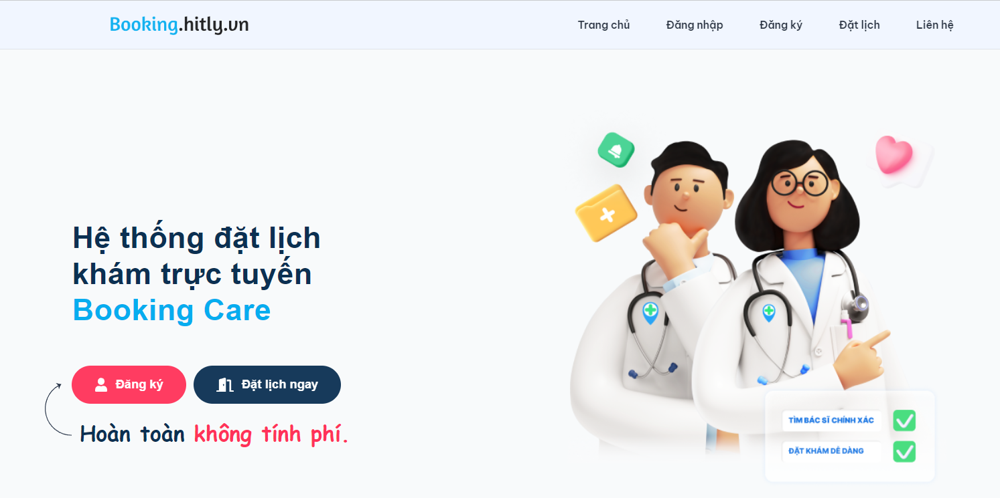 Booking.hitly.vn
Trang chủ
Đăng nhập
Đăng ký
Đặt lịch
Liên hệ
Hệ thống đặt lịch
khám trực tuyến
Booking Care
Đăng ký
Đặt lịch ngay
Hoàn toàn không tính phí.
TÌM BÁC SĨ CHÍNH XÁC
ĐẶT KHÁM DỄ DÀNG